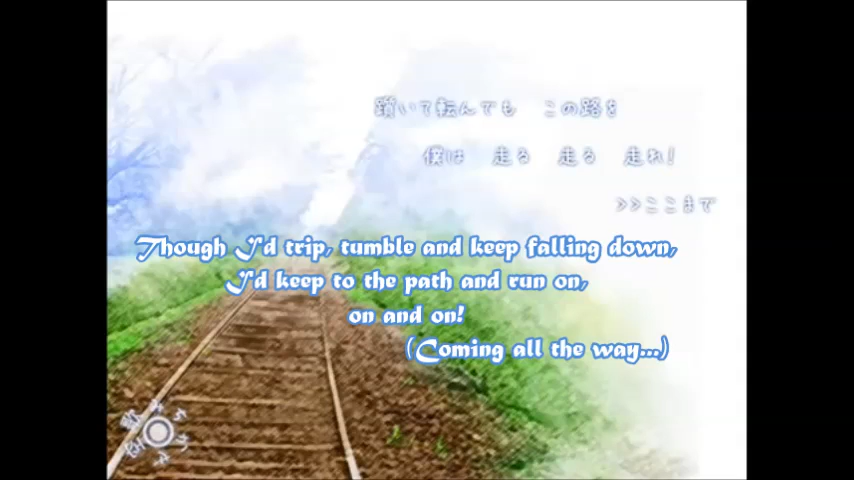 躓いて転んでも この路を
僕は 走る 走る 走れ!
>>ここまで
Though I'd trip, tumble and keep falling down,
I'd keep to the path and run on,
on and on!
(Coming all the way...)